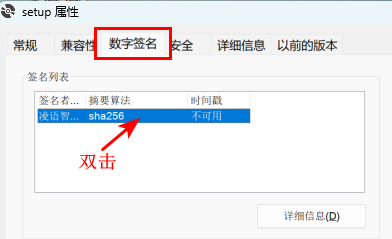 setup 属性
常规 兼容性 数字签名 安全 详细信息 以前的版本
签名列表
签名者... 摘要算法 时间戳
凌语智... sha256 不可用
双击
详细信息(D)